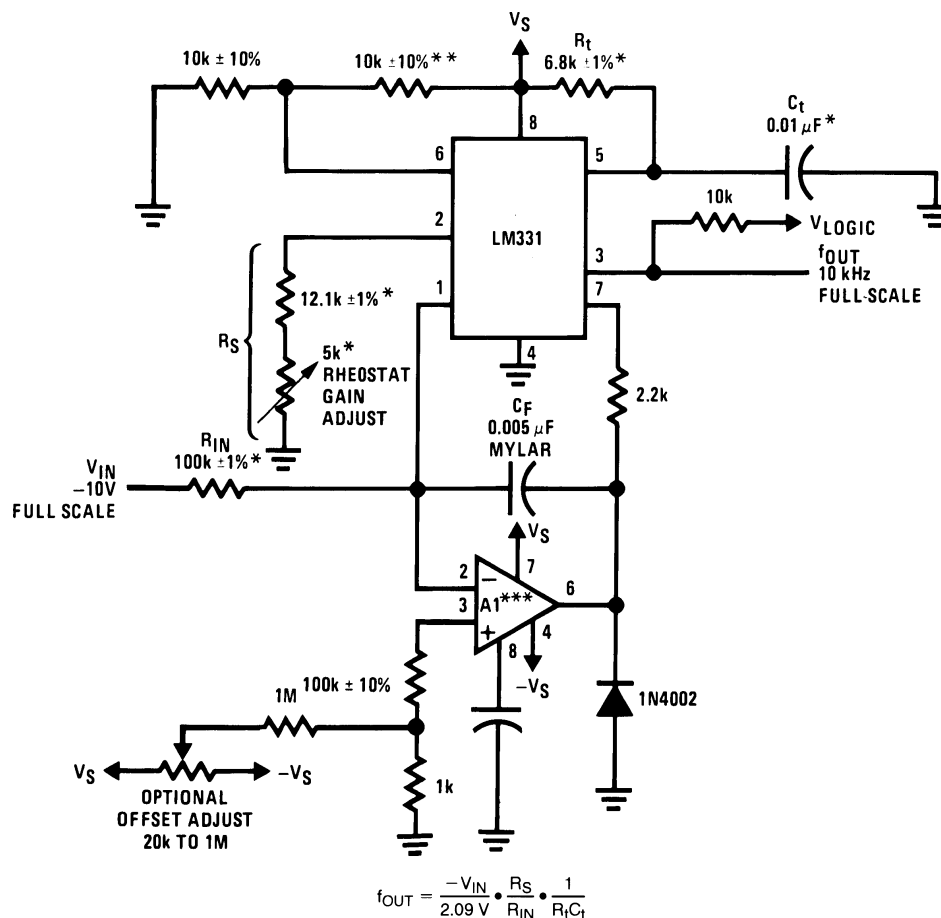 VS
10k ±10%
10k ±10%**
Rt
6.8k ±1%*
Ct
0.01 μF*
8
6
5
10k
2
LM331
VLOGIC
3
fOUT
10 kHz
FULL-SCALE
1
7
12.1k ±1%*
RS
4
5k*
RHEOSTAT
GAIN
ADJUST
2.2k
CF
0.005 μF
MYLAR
RIN
100k ±1%*
VIN
-10V
FULL SCALE
VS
7
2
−
6
3
A1***
+
4
8
-VS
100k ±10%
1M
1N4002
VS
-VS
1k
OPTIONAL
OFFSET ADJUST
20k TO 1M
fOUT = −VIN / 2.09 V • RS / RIN • 1 / RtCt